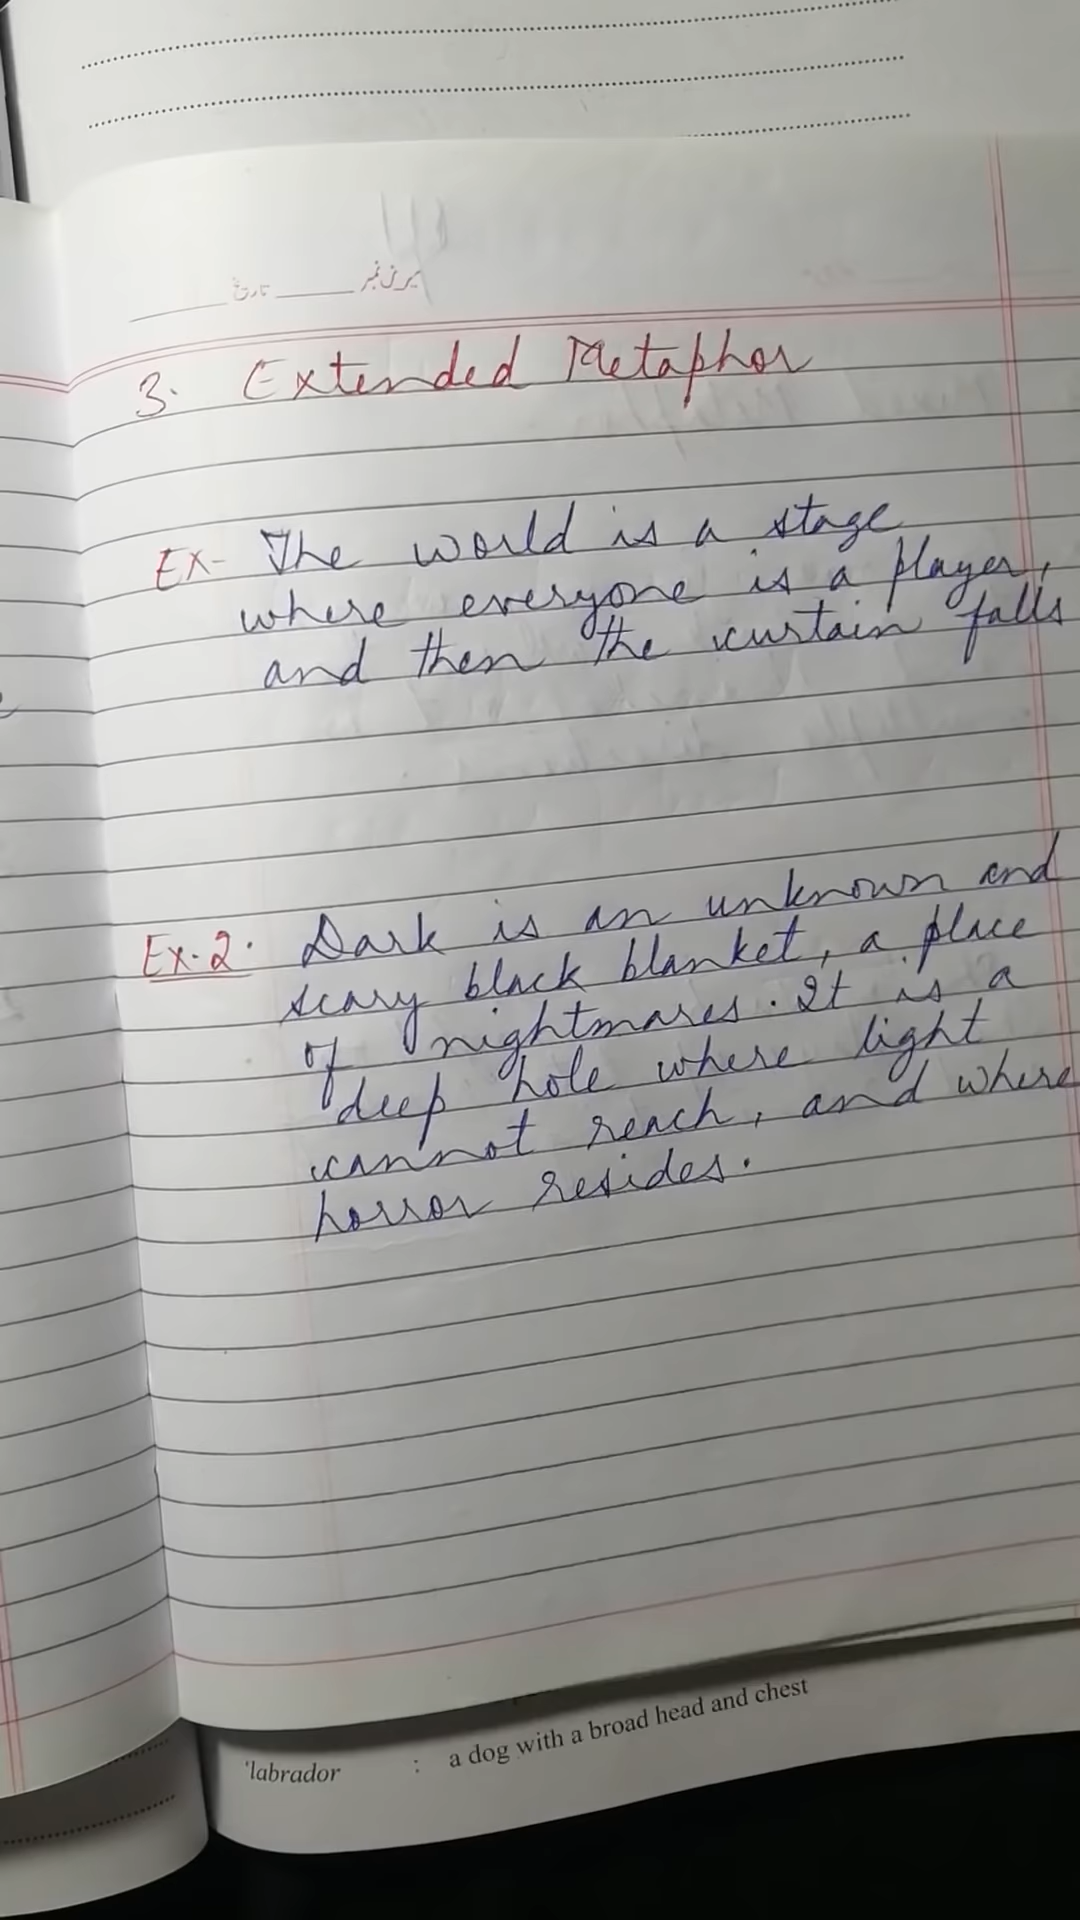 تاریخ
3. Extended Metaphor
Ex- The world is a stage
where everyone is a player,
and then the curtain falls
Ex-2. Dark is an unknown and
scary black blanket, a place
of nightmares. It is a
deep hole where light
cannot reach, and where
horror resides.
'labrador : a dog with a broad head and chest